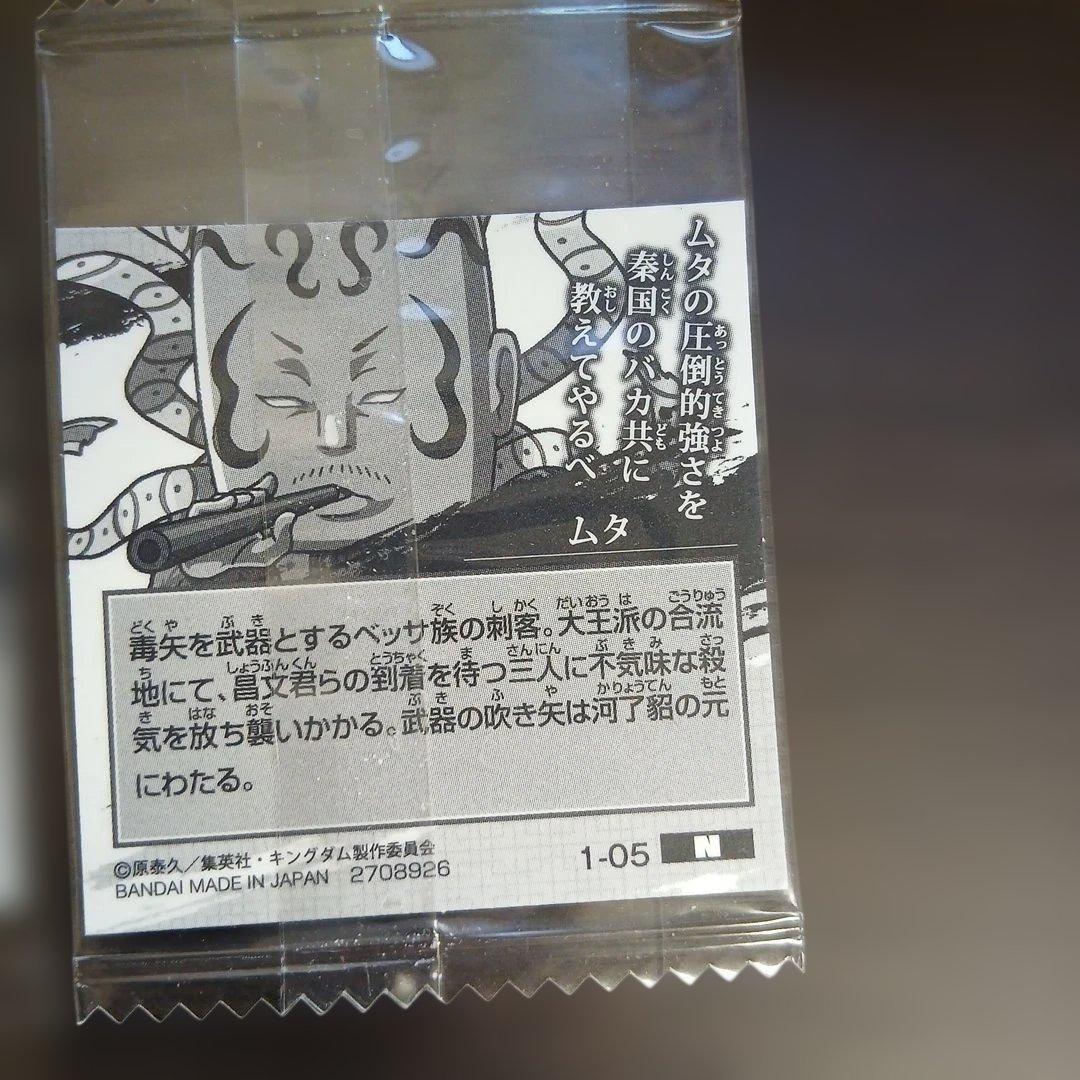 ムタの圧倒的強さを
秦国のバカ共に
教えてやるべ
ムタ
毒矢を武器とするベッサ族の刺客。大王派の合流
地にて、昌文君らの到着を待つ三人に不気味な殺
気を放ち襲いかかる。武器の吹き矢は河了貂の元
にわたる。
©原泰久／集英社・キングダム製作委員会
BANDAI MADE IN JAPAN 2708926
1-05 N